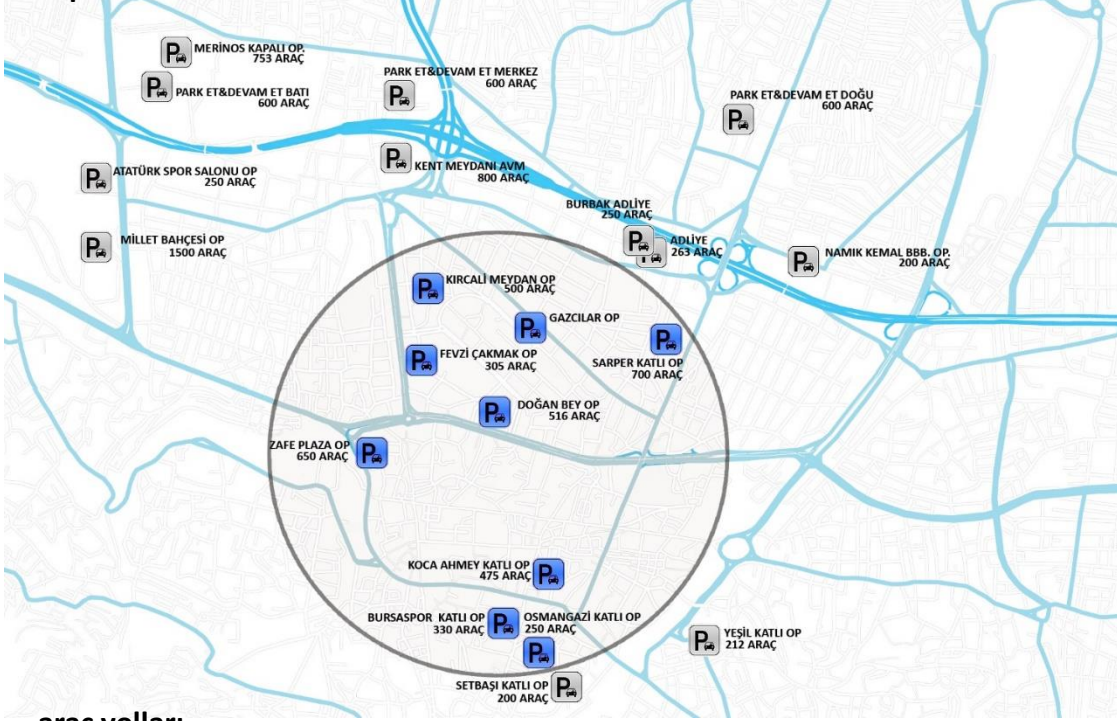 MERİNOS KAPALI OP.
753 ARAÇ
PARK ET&DEVAM ET BATI
600 ARAÇ
PARK ET&DEVAM ET MERKEZ
600 ARAÇ
PARK ET&DEVAM ET DOĞU
600 ARAÇ
ATATÜRK SPOR SALONU OP
250 ARAÇ
KENT MEYDANI AVM
800 ARAÇ
BURBAK ADLİYE
250 ARAÇ
ADLİYE
263 ARAÇ
MİLLET BAHÇESİ OP
1500 ARAÇ
NAMIK KEMAL BBB. OP.
200 ARAÇ
KIRCALİ MEYDAN OP
500 ARAÇ
GAZCILAR OP
FEVZİ ÇAKMAK OP
305 ARAÇ
SARPER KATLI OP
700 ARAÇ
DOĞAN BEY OP
516 ARAÇ
ZAFE PLAZA OP
650 ARAÇ
KOCA AHMEY KATLI OP
475 ARAÇ
BURSASPOR KATLI OP
330 ARAÇ
OSMANGAZİ KATLI OP
250 ARAÇ
YEŞİL KATLI OP
212 ARAÇ
SETBAŞI KATLI OP
200 ARAÇ
araç yolları